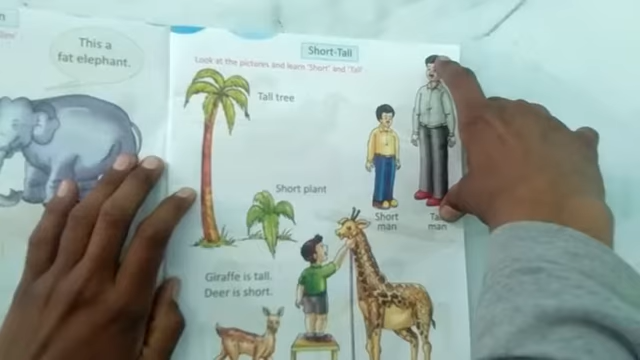 This a
fat elephant.
Short-Tall
Look at the pictures and learn 'Short' and 'Tall'
Tall tree
Short plant
Short
man
man
Giraffe is tall.
Deer is short.